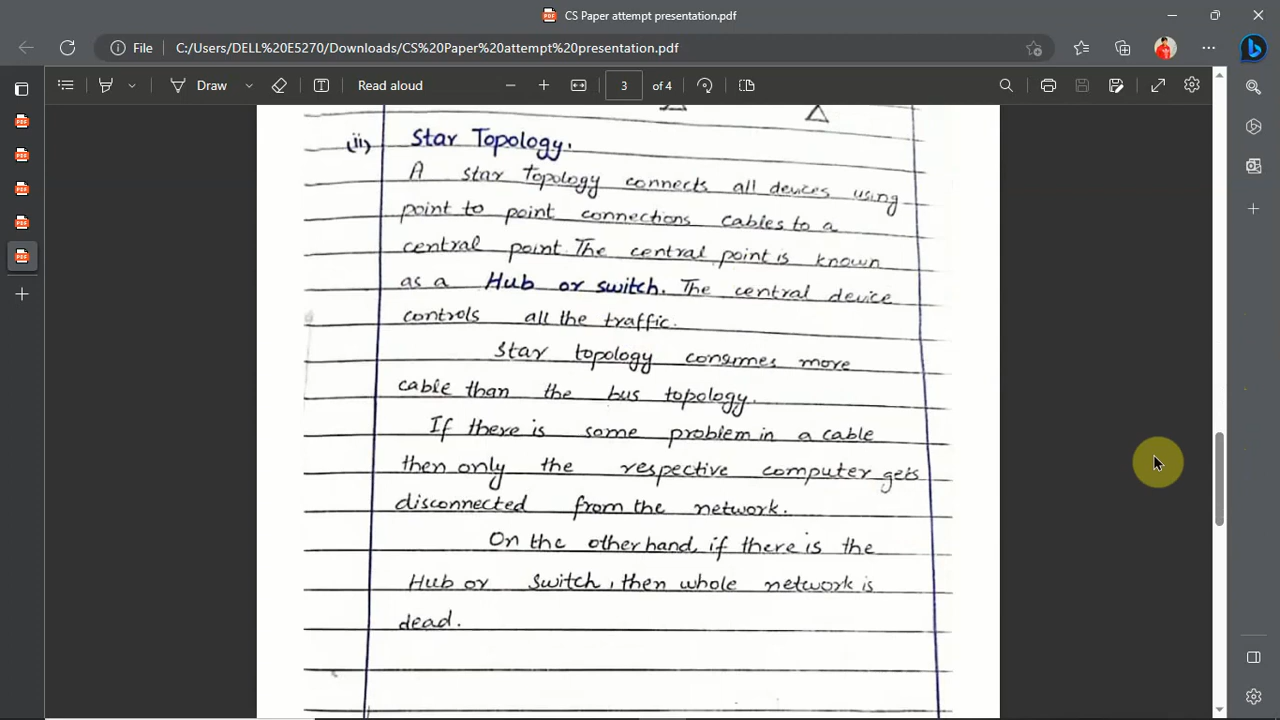 CS Paper attempt presentation.pdf
File C:/Users/DELL%20E5270/Downloads/CS%20Paper%20attempt%20presentation.pdf
Draw Read aloud 3 of 4
(ii) Star Topology.
A star topology connects all devices using
point to point connections cables to a
central point. The central point is known
as a Hub or switch. The central device
controls all the traffic.
Star topology consmes more
cable than the bus topology.
If there is some problem in a cable
then only the respective computer gets
disconnected from the network.
On the other hand, if there is the
Hub or Switch, then whole network is
dead.